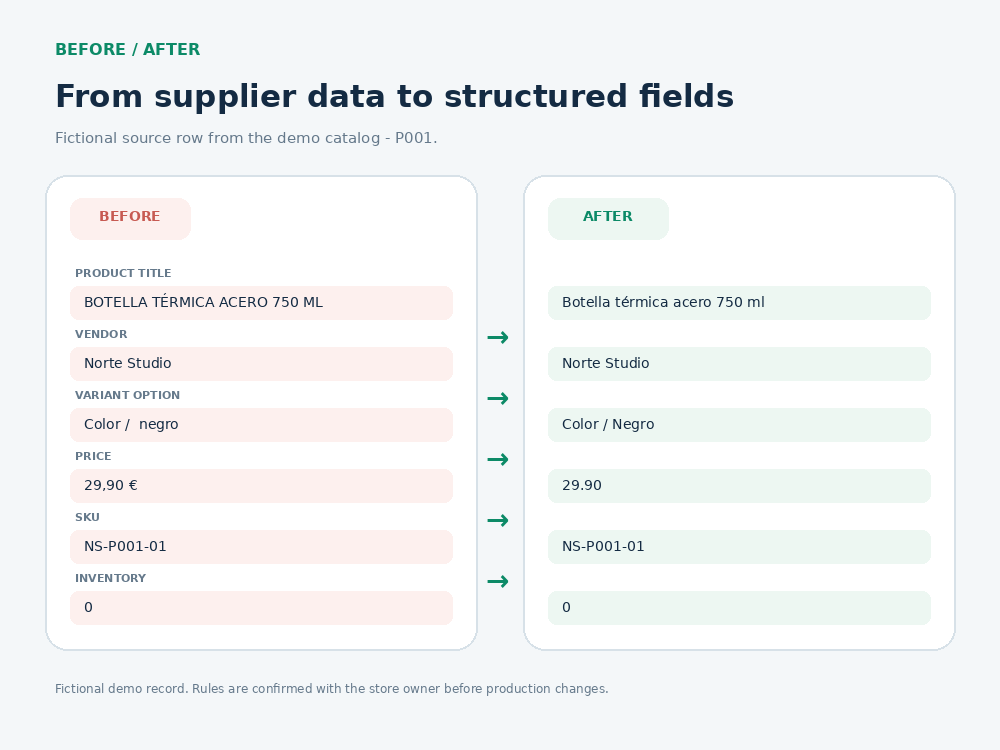 BEFORE / AFTER
From supplier data to structured fields
Fictional source row from the demo catalog - P001.
BEFORE
PRODUCT TITLE
BOTELLA TÉRMICA ACERO 750 ML
VENDOR
Norte Studio
VARIANT OPTION
Color /  negro
PRICE
29,90 €
SKU
NS-P001-01
INVENTORY
0
→
→
→
→
→
AFTER
Botella térmica acero 750 ml
Norte Studio
Color / Negro
29.90
NS-P001-01
0
Fictional demo record. Rules are confirmed with the store owner before production changes.